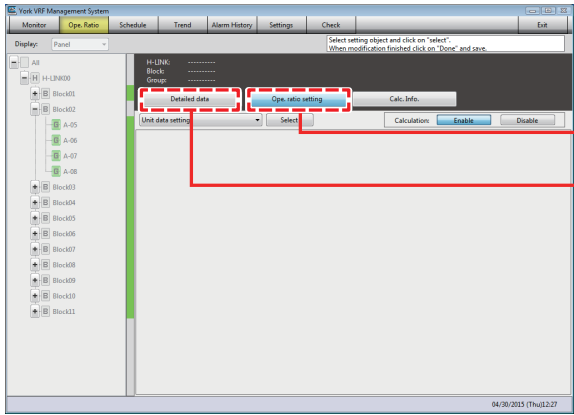 York VRF Management System
Monitor Ope. Ratio Schedule Trend Alarm History Settings Check Exit
Display: Panel
Select setting object and click on "select".
When modification finished click on "Done" and save.
All
H H-LINK00
B Block01
B Block02
G A-05
G A-06
G A-07
G A-08
B Block03
B Block04
B Block05
B Block06
B Block07
B Block08
B Block09
B Block10
B Block11
H-LINK: ----------
Block: ----------
Group: ----------
Detailed data Ope. ratio setting Calc. Info.
Unit data setting Select Calculation: Enable Disable
04/30/2015 (Thu)12:27